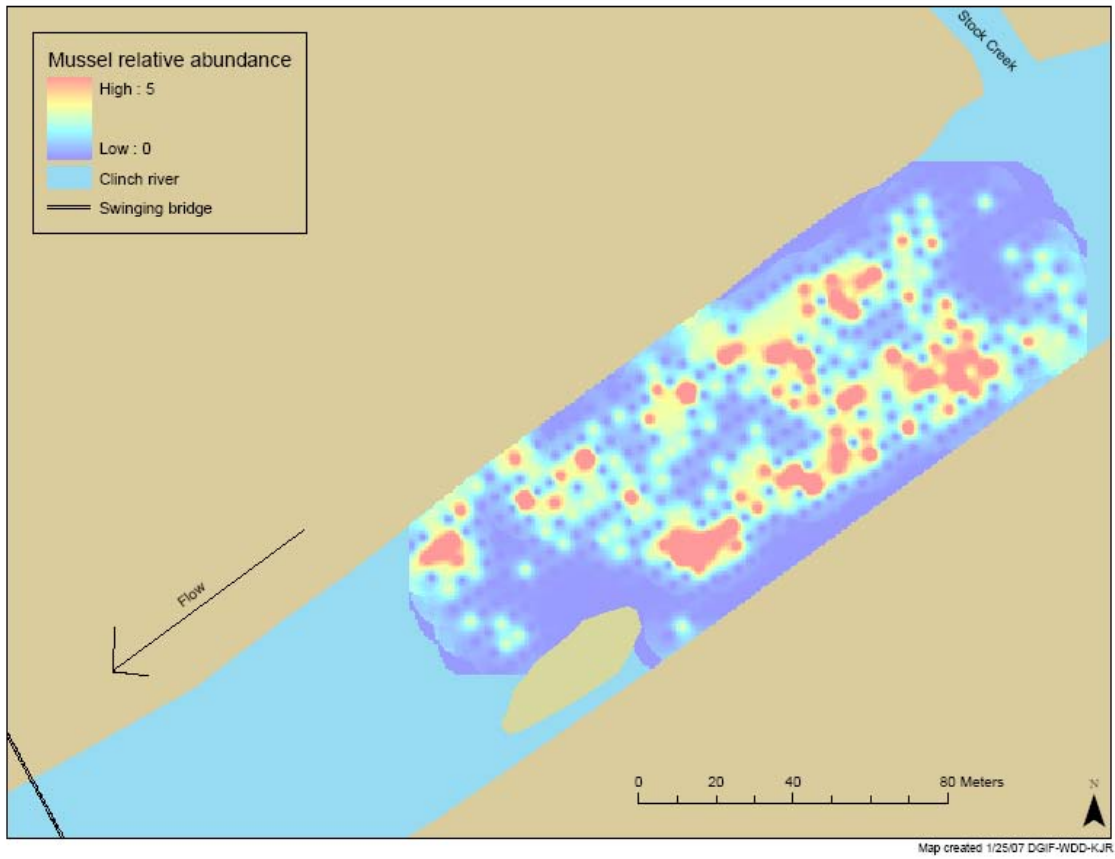 Mussel relative abundance
High : 5
Low : 0
Clinch river
Swinging bridge
Stock Creek
Flow
0 20 40 80 Meters
N
Map created 1/25/07 DGIF-WDD-KJR